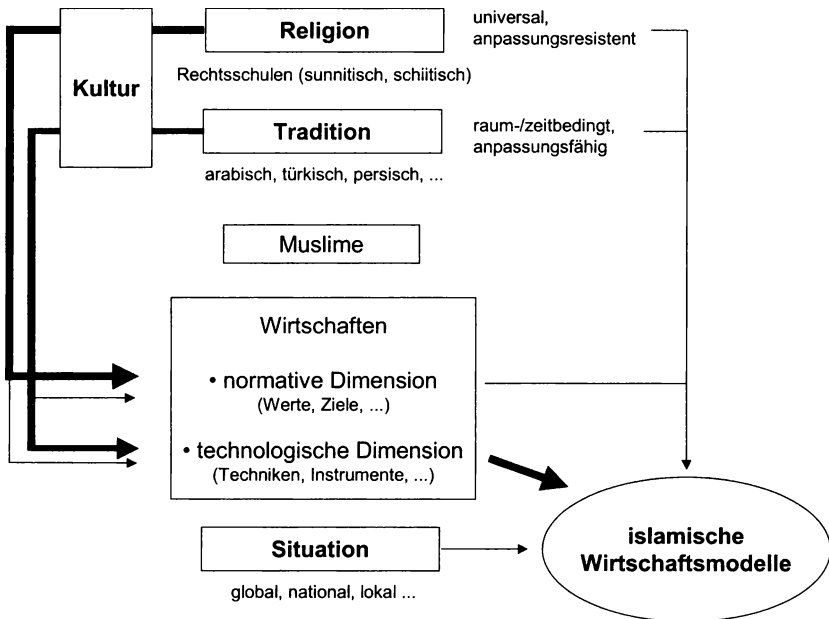 Kultur
Religion
universal,
anpassungsresistent
Rechtsschulen (sunnitisch, schiitisch)
Tradition
raum-/zeitbedingt,
anpassungsfähig
arabisch, türkisch, persisch, ...
Muslime
Wirtschaften
• normative Dimension
(Werte, Ziele, ...)
• technologische Dimension
(Techniken, Instrumente, ...)
Situation
global, national, lokal ...
islamische
Wirtschaftsmodelle